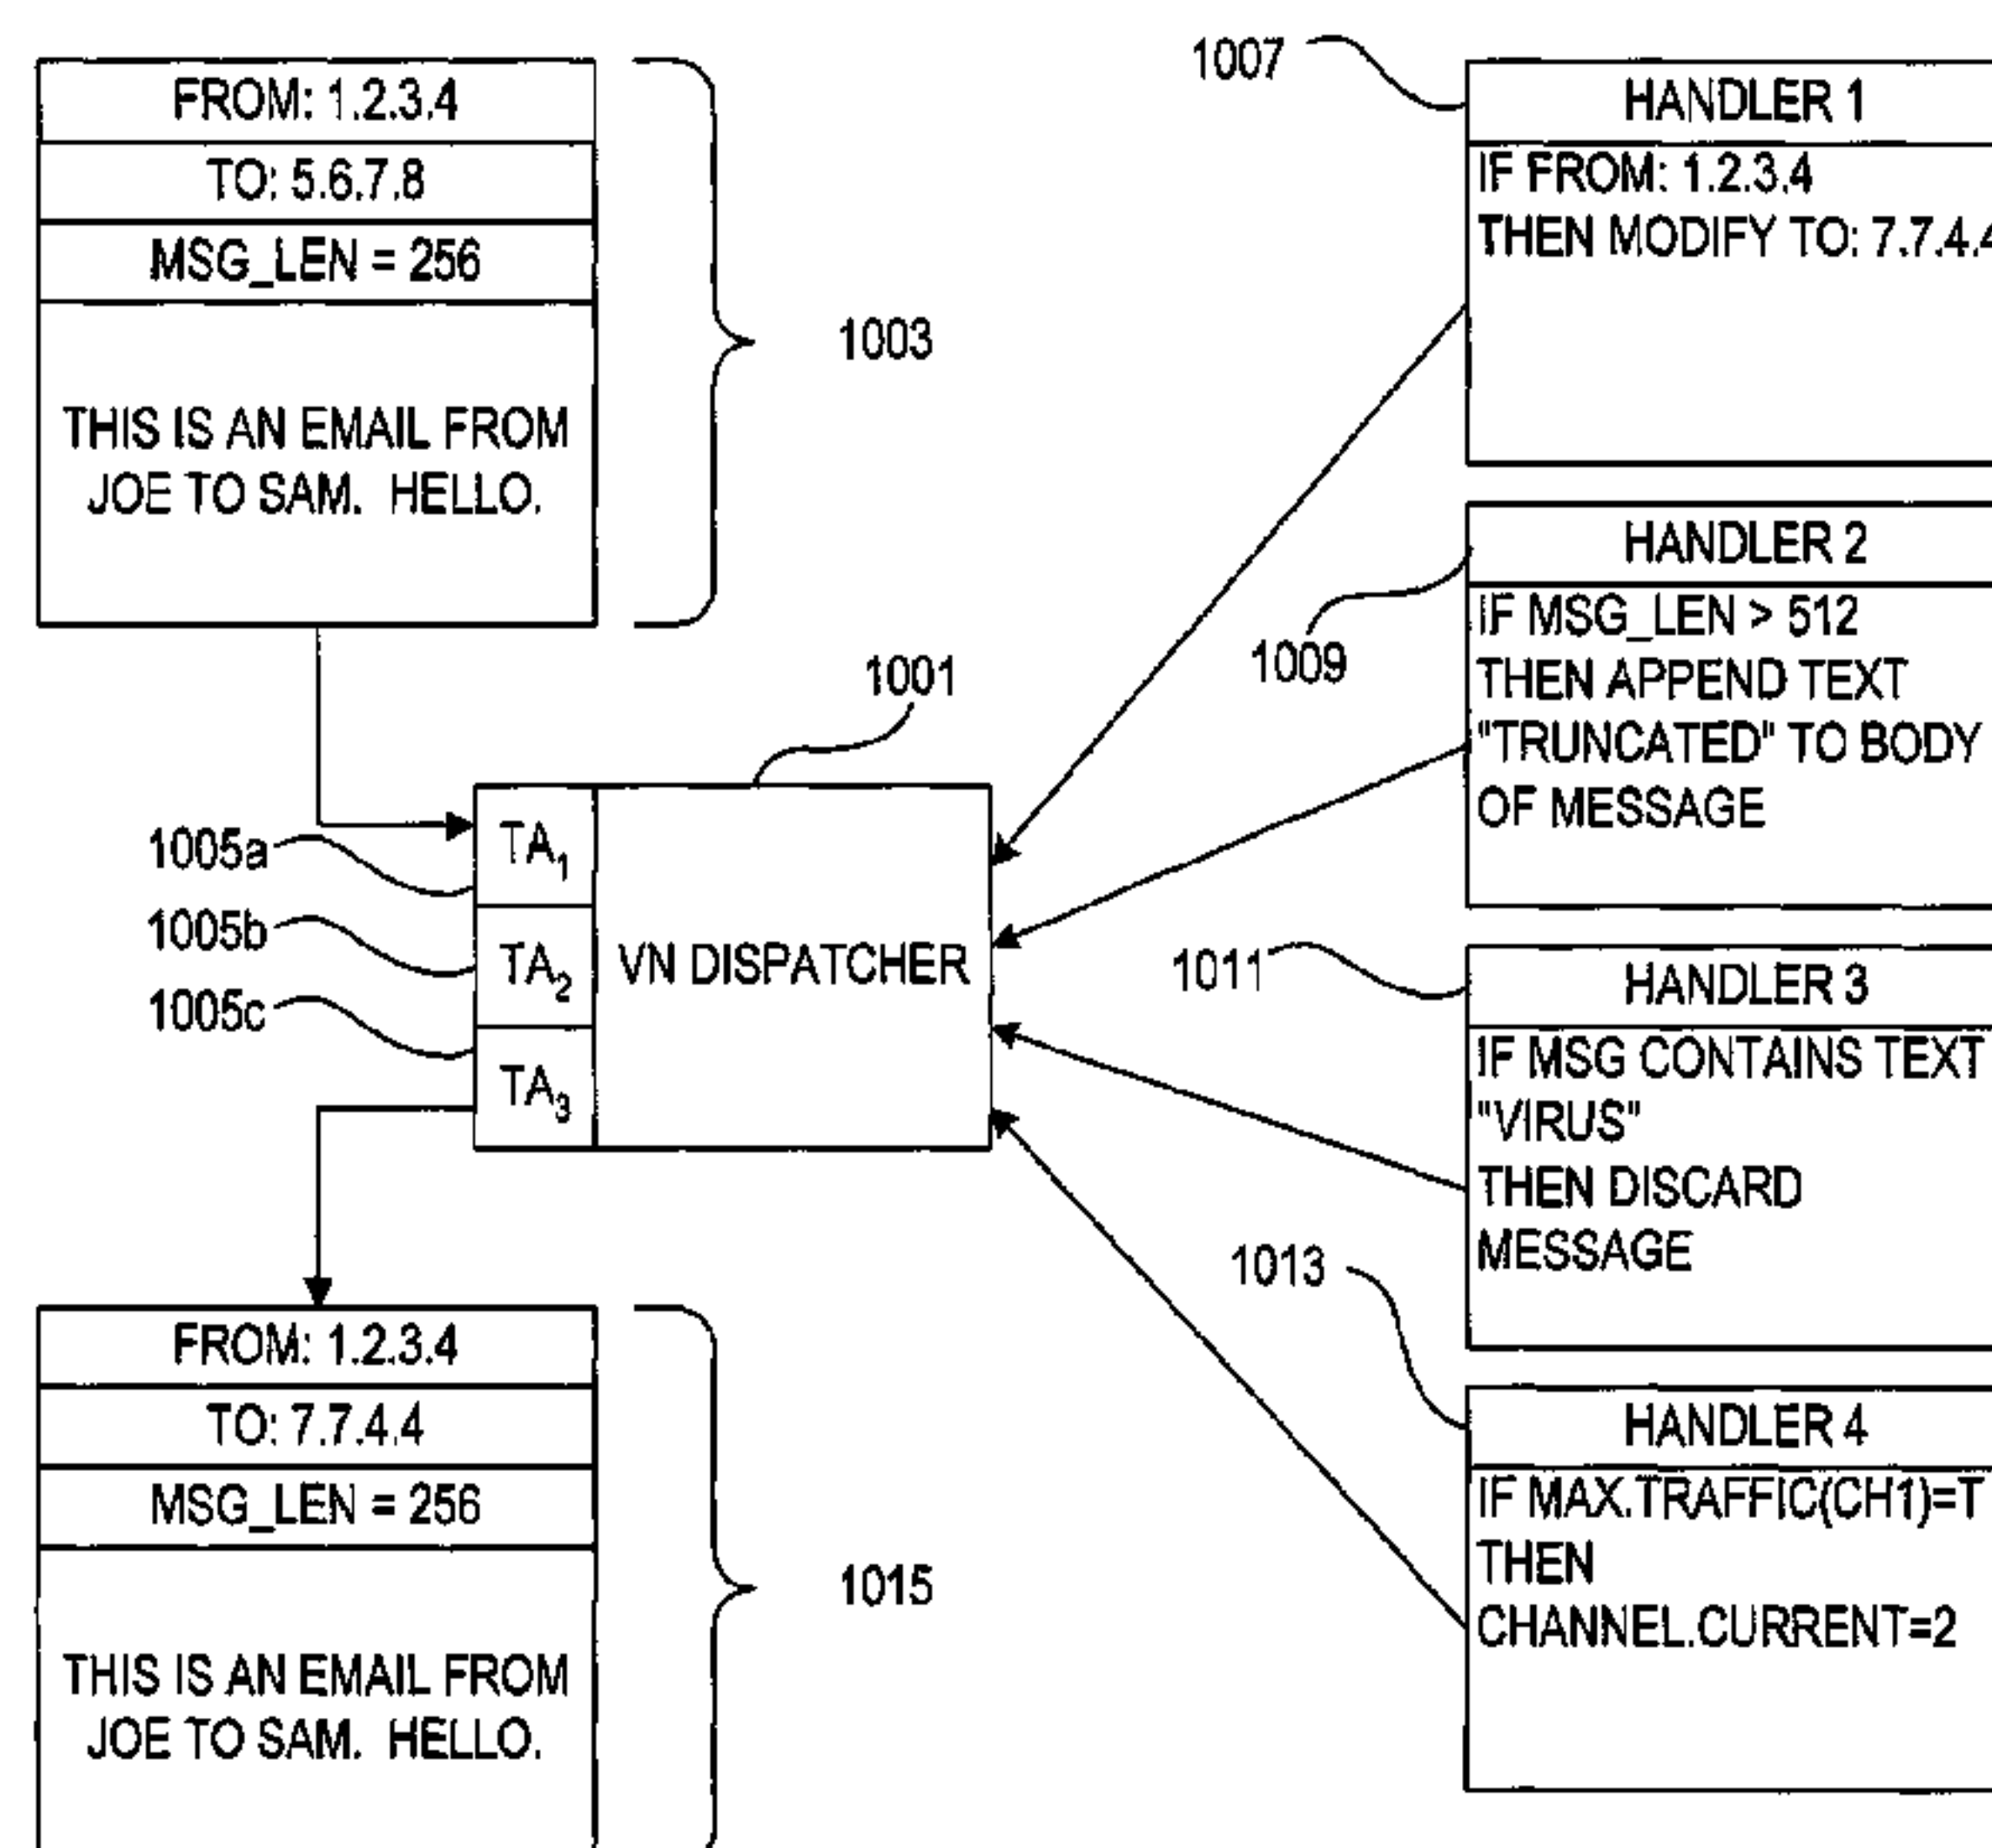 FROM: 1.2.3.4
TO: 5.6.7.8
MSG_LEN = 256
THIS IS AN EMAIL FROM
JOE TO SAM. HELLO.
1003
1007
HANDLER 1
IF FROM: 1.2.3.4
THEN MODIFY TO: 7.7.4.4
1009
HANDLER 2
IF MSG_LEN > 512
THEN APPEND TEXT
"TRUNCATED" TO BODY
OF MESSAGE
1001
1005a
1005b
1005c
TA₁
TA₂
TA₃
VN DISPATCHER
1011
HANDLER 3
IF MSG CONTAINS TEXT
"VIRUS"
THEN DISCARD
MESSAGE
1013
HANDLER 4
IF MAX.TRAFFIC(CH1)=T
THEN
CHANNEL.CURRENT=2
FROM: 1.2.3.4
TO: 7.7.4.4
MSG_LEN = 256
THIS IS AN EMAIL FROM
JOE TO SAM. HELLO.
1015